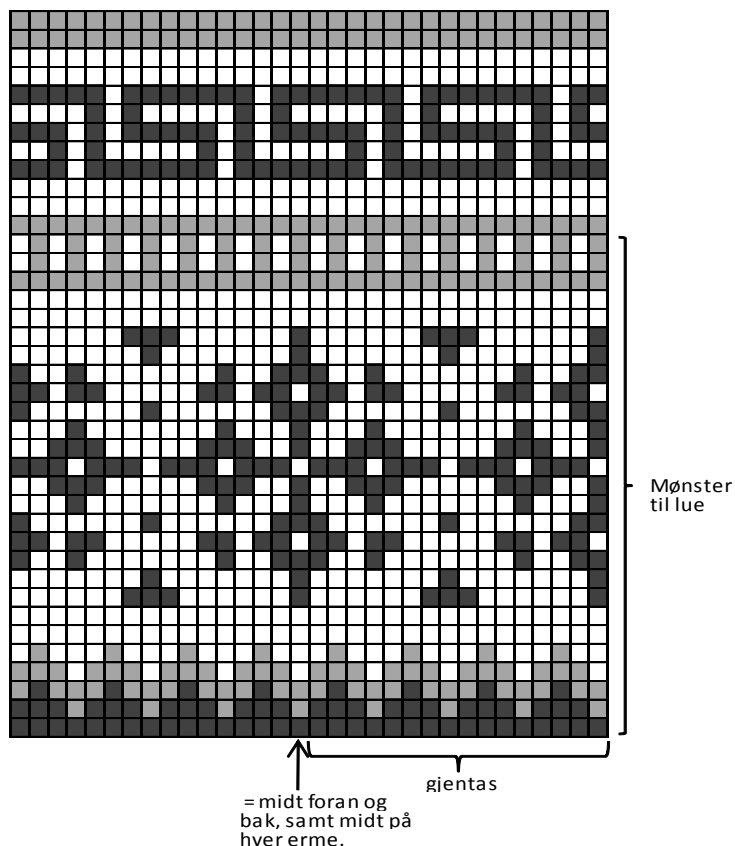 Mønster
til lue
gjentas
= midt foran og
bak, samt midt på
hver erme.